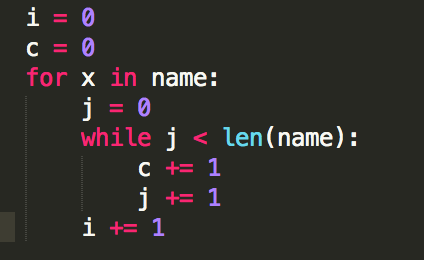 i = 0
c = 0
for x in name:
    j = 0
    while j < len(name):
        c += 1
        j += 1
    i += 1